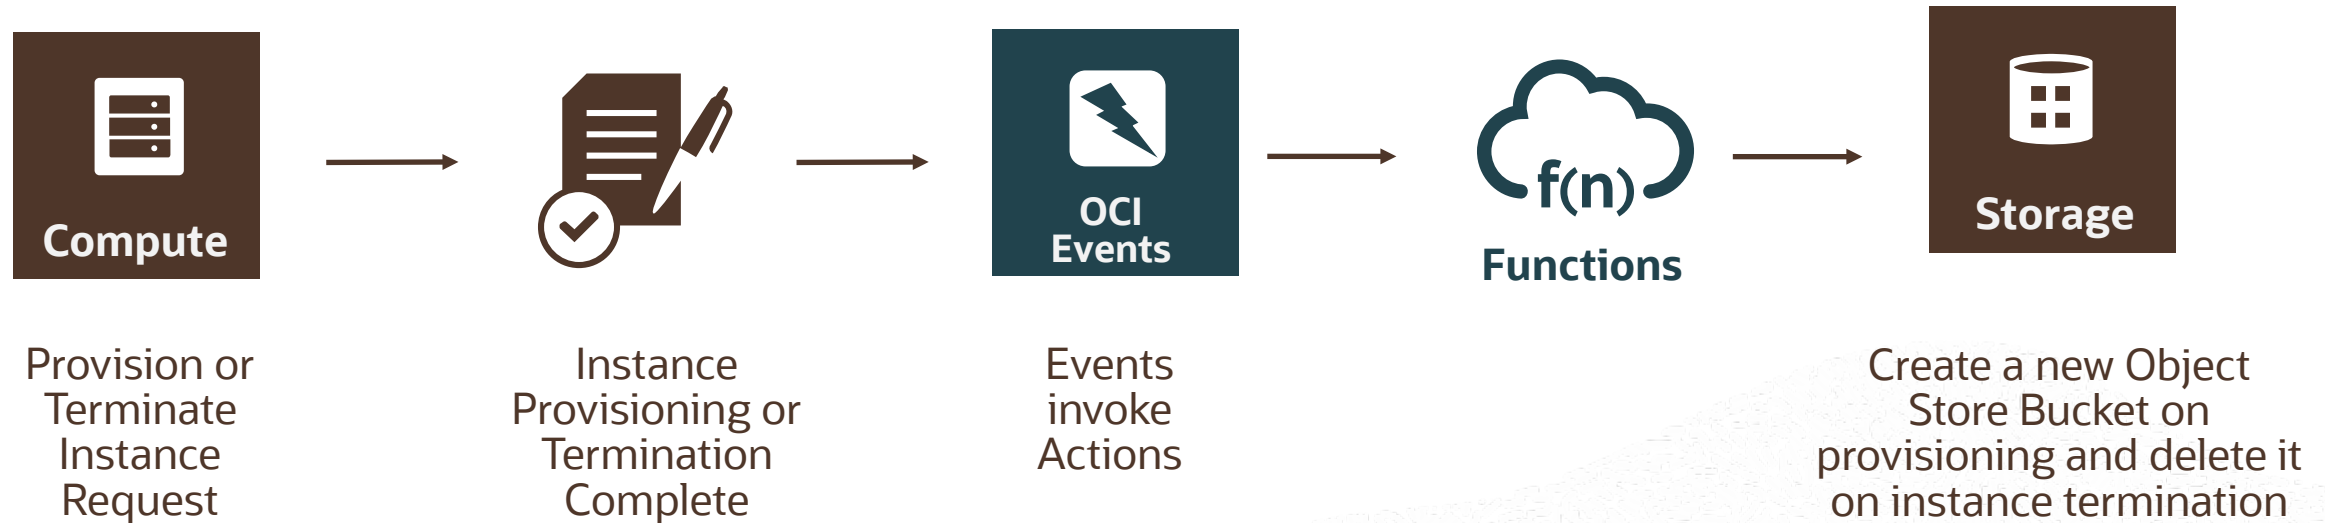 Compute
OCI
Events
f(n)
Functions
Storage
Provision or
Terminate
Instance
Request
Instance
Provisioning or
Termination
Complete
Events
invoke
Actions
Create a new Object
Store Bucket on
provisioning and delete it
on instance termination